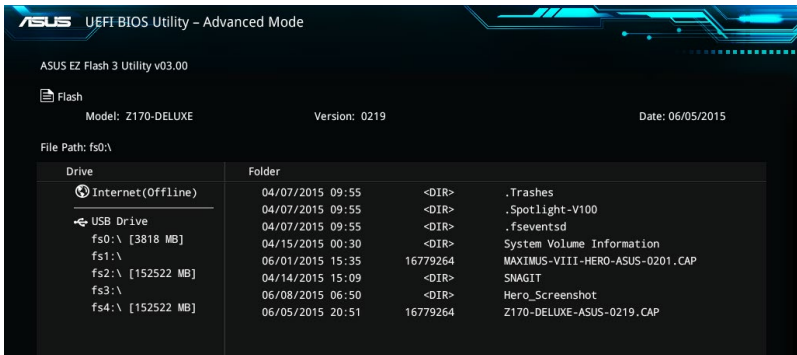 ASUS UEFI BIOS Utility – Advanced Mode
ASUS EZ Flash 3 Utility v03.00
Flash
Model: Z170-DELUXE Version: 0219 Date: 06/05/2015
File Path: fs0:\
Drive Folder
Internet(Offline) 04/07/2015 09:55 <DIR> .Trashes
04/07/2015 09:55 <DIR> .Spotlight-V100
USB Drive 04/07/2015 09:55 <DIR> .fseventsd
fs0:\ [3818 MB] 04/15/2015 00:30 <DIR> System Volume Information
fs1:\ 06/01/2015 15:35 16779264 MAXIMUS-VIII-HERO-ASUS-0201.CAP
fs2:\ [152522 MB] 04/14/2015 15:09 <DIR> SNAGIT
fs3:\ 06/08/2015 06:50 <DIR> Hero_Screenshot
fs4:\ [152522 MB] 06/05/2015 20:51 16779264 Z170-DELUXE-ASUS-0219.CAP